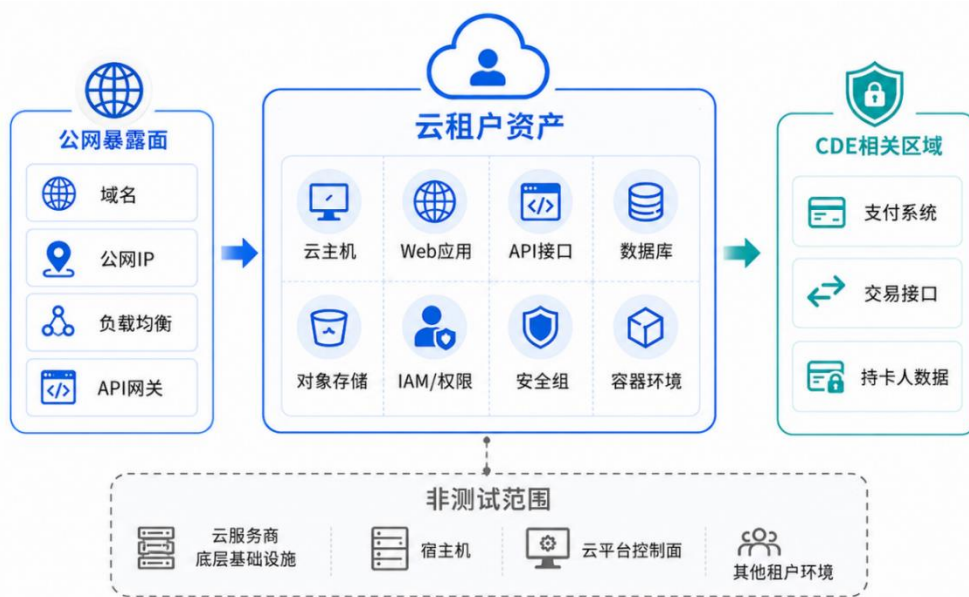 公网暴露面
域名
公网IP
负载均衡
API网关
云租户资产
云主机
Web应用
API接口
数据库
对象存储
IAM/权限
安全组
容器环境
CDE相关区域
支付系统
交易接口
持卡人数据
非测试范围
云服务商
底层基础设施
宿主机
云平台控制面
其他租户环境